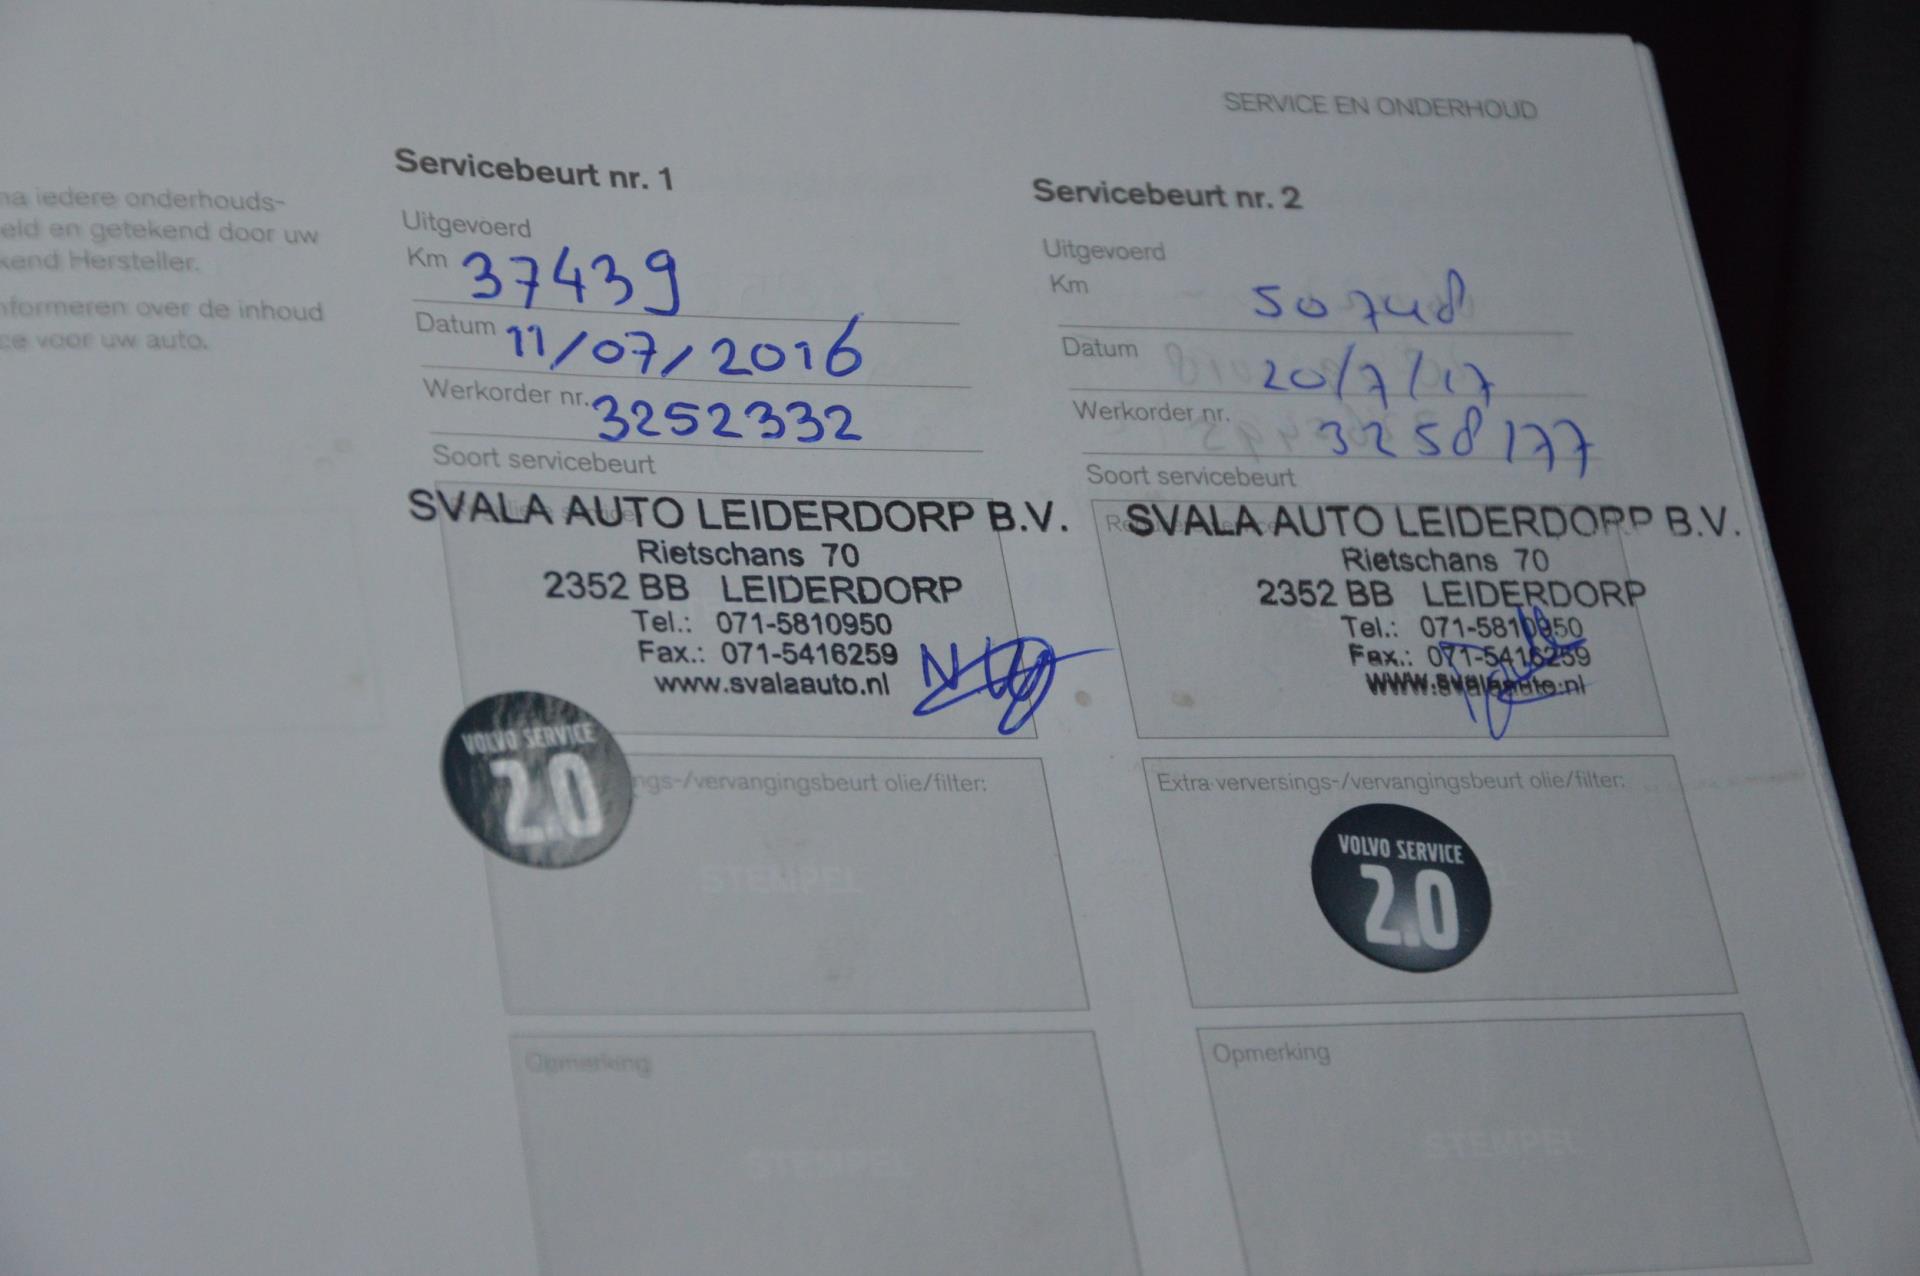 SERVICE EN ONDERHOUD
na iedere onderhouds-
eld en getekend door uw
kend Hersteller.
nformeren over de inhoud
ce voor uw auto.
Servicebeurt nr. 1
Uitgevoerd
Km 37439
Datum 11/07/2016
Werkorder nr. 3252332
Soort servicebeurt
SVALA AUTO LEIDERDORP B.V.
Rietschans 70
2352 BB LEIDERDORP
Tel.: 071-5810950
Fax.: 071-5416259
www.svalaauto.nl
VOLVO SERVICE
2.0
ngs-/vervangingsbeurt olie/filter:
STEMPEL
Opmerking
STEMPEL
Servicebeurt nr. 2
Uitgevoerd
Km 50748
Datum 20/7/17
Werkorder nr. 3258177
Soort servicebeurt
SVALA AUTO LEIDERDORP B.V.
Rietschans 70
2352 BB LEIDERDORP
Tel.: 071-5810950
Fax.: 071-5416259
www.svalaauto.nl
Extra verversings-/vervangingsbeurt olie/filter:
VOLVO SERVICE
2.0
Opmerking
STEMPEL